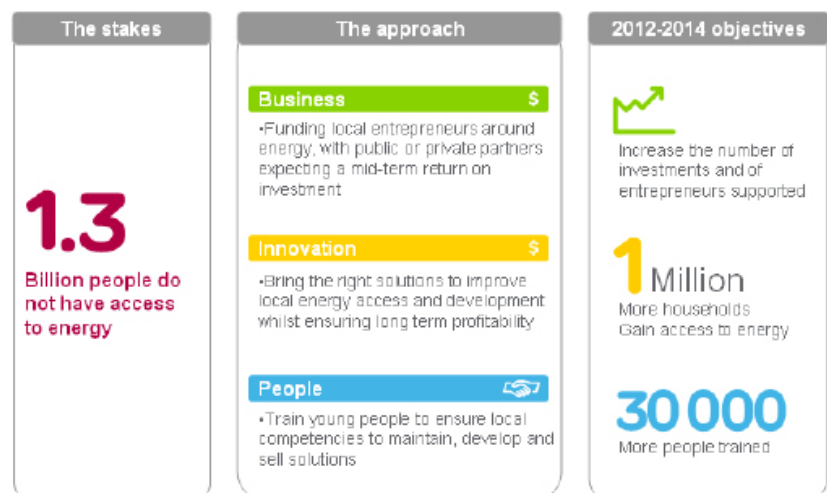 The stakes
1.3
Billion people do
not have access
to energy
The approach
Business $
•Funding local entrepreneurs around
energy, with public or private partners
expecting a mid-term return on
investment
Innovation $
•Bring the right solutions to improve
local energy access and development
whilst ensuring long term profitability
People
•Train young people to ensure local
competencies to maintain, develop and
sell solutions
2012-2014 objectives
Increase the number of
investments and of
entrepreneurs supported
1 Million
More households
Gain access to energy
30 000
More people trained